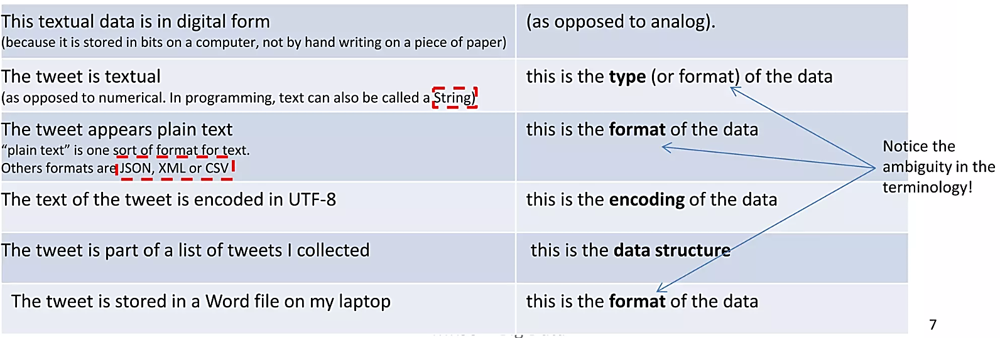 This textual data is in digital form
(because it is stored in bits on a computer, not by hand writing on a piece of paper)
(as opposed to analog).
The tweet is textual
(as opposed to numerical. In programming, text can also be called a String)
this is the type (or format) of the data
The tweet appears plain text
“plain text” is one sort of format for text.
Others formats are JSON, XML or CSV
this is the format of the data
The text of the tweet is encoded in UTF-8
this is the encoding of the data
The tweet is part of a list of tweets I collected
this is the data structure
The tweet is stored in a Word file on my laptop
this is the format of the data
Notice the
ambiguity in the
terminology!
7